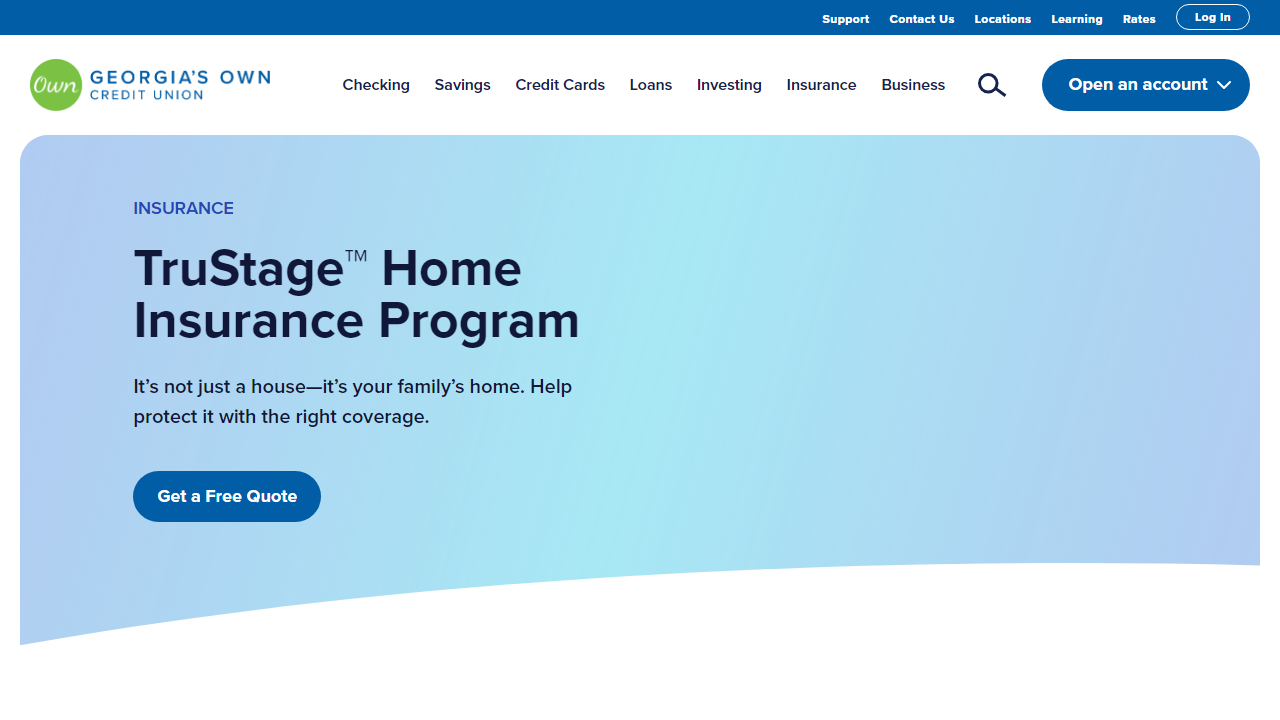 Support Contact Us Locations Learning Rates Log In
Own GEORGIA'S OWN
CREDIT UNION
Checking Savings Credit Cards Loans Investing Insurance Business Open an account
INSURANCE
TruStage™ Home
Insurance Program
It’s not just a house—it’s your family’s home. Help
protect it with the right coverage.
Get a Free Quote